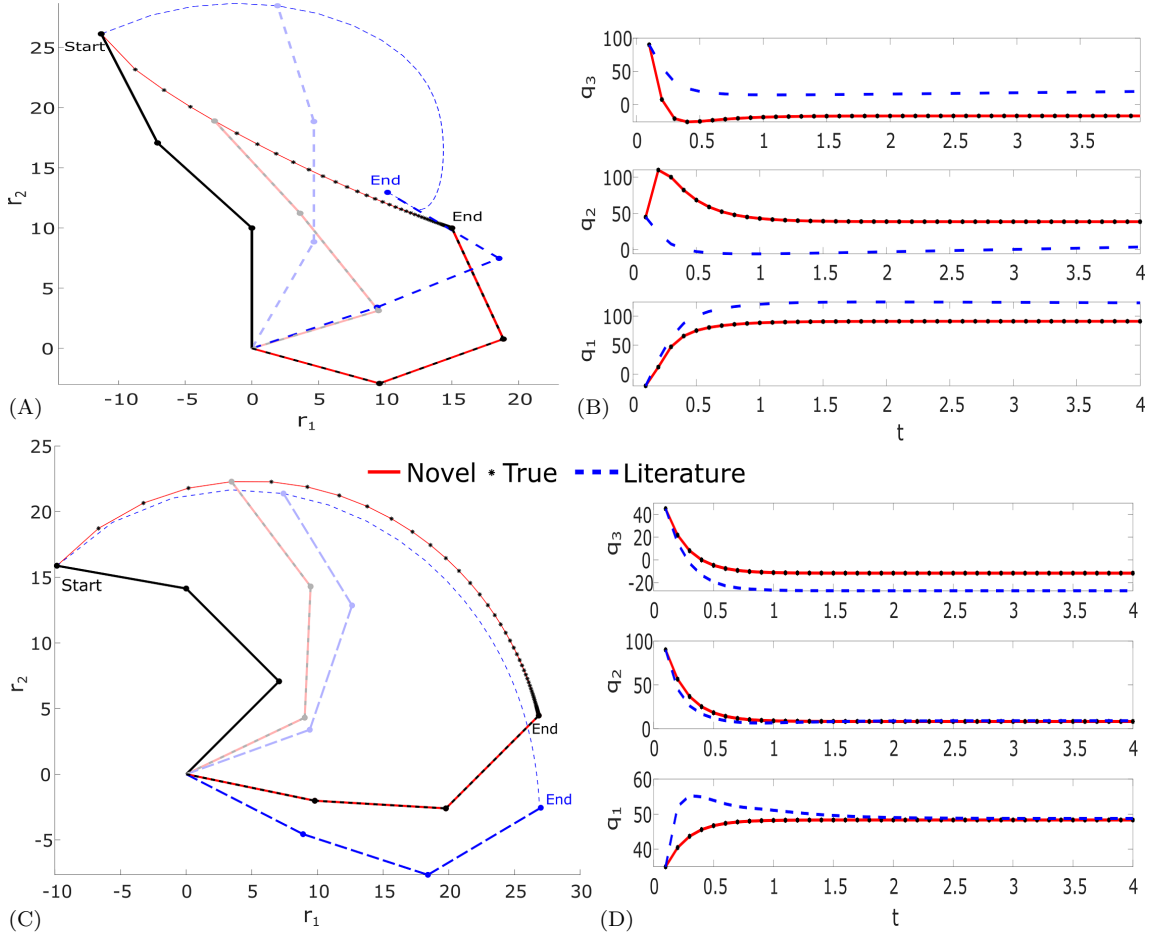 25
20
15
10
5
0
-10 -5 0 5 10 15 20
r2
r1
Start
End
End
(A)
100
50
0
q3
0 0.5 1 1.5 2 2.5 3 3.5
100
50
0
q2
0 0.5 1 1.5 2 2.5 3 3.5 4
100
50
0
q1
0 0.5 1 1.5 2 2.5 3 3.5 4
t
(B)
Novel True Literature
25
20
15
10
5
0
-5
-10 -5 0 5 10 15 20 25 30
r2
r1
Start
End
End
(C)
40
20
0
-20
q3
0 0.5 1 1.5 2 2.5 3 3.5 4
100
50
0
q2
0 0.5 1 1.5 2 2.5 3 3.5 4
60
50
40
q1
0 0.5 1 1.5 2 2.5 3 3.5 4
t
(D)